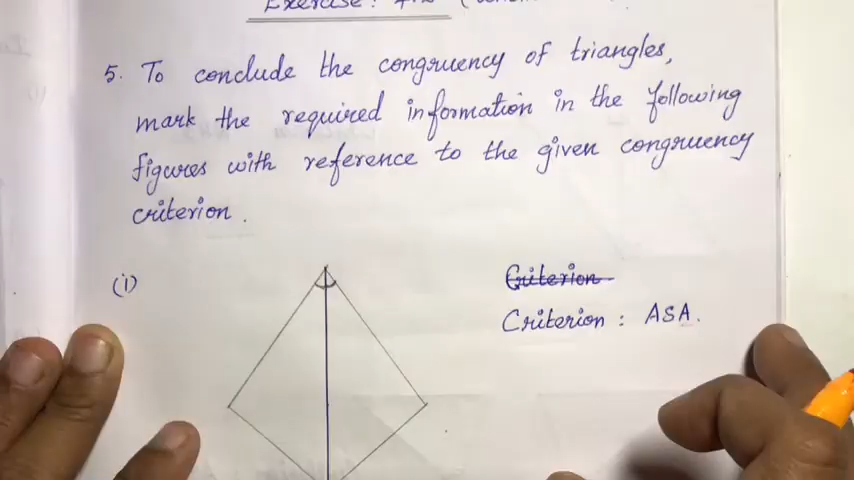 Exercise :
5. To conclude the congruency of triangles,
mark the required information in the following
figures with reference to the given congruency
criterion.
(i)
Criterion
Criterion : ASA.